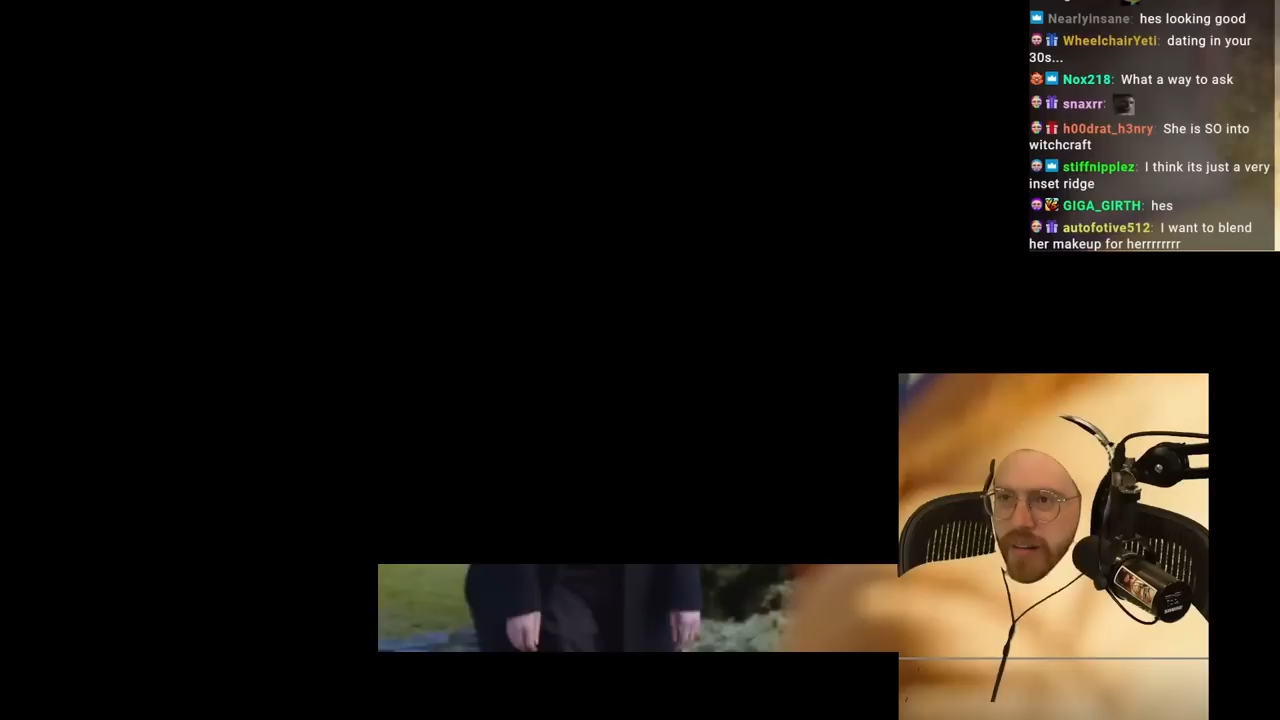 Nearlyinsane: hes looking good
WheelchairYeti: dating in your
30s...
Nox218: What a way to ask
snaxrr:
h00drat_h3nry: She is SO into
witchcraft
stiffnipplez: I think its just a very
inset ridge
GIGA_GIRTH: hes
autofotive512: I want to blend
her makeup for herrrrrrrr